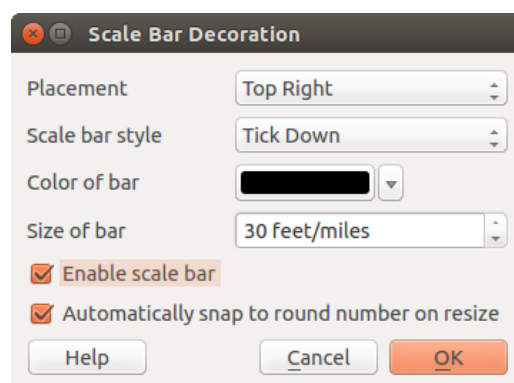 Scale Bar Decoration
Placement Top Right
Scale bar style Tick Down
Color of bar
Size of bar 30 feet/miles
Enable scale bar
Automatically snap to round number on resize
Help Cancel OK